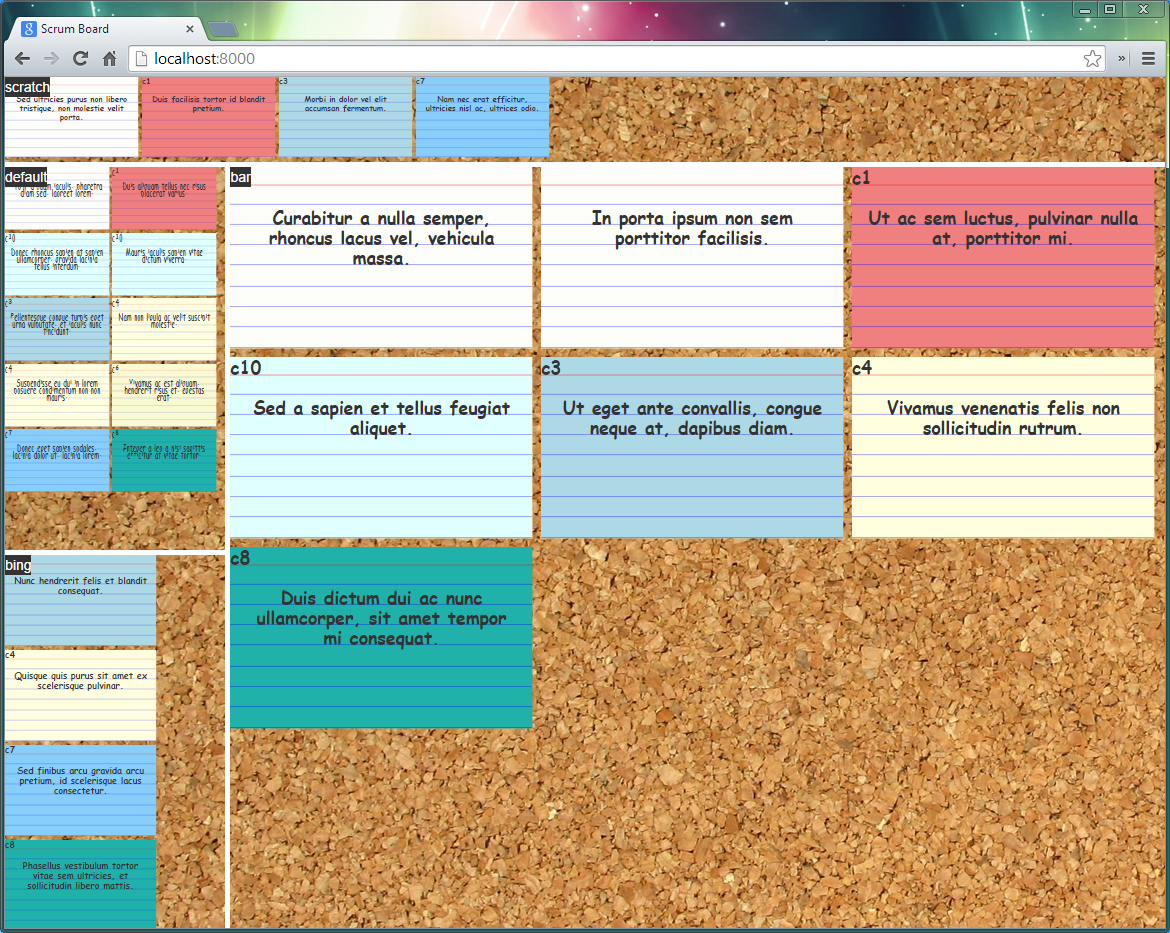 Scrum Board
localhost:8000
scratch
Sed ultricies purus non libero
tristique, non molestie velit
porta.
c1
Duis facilisis tortor id blandit
pretium.
c3
Morbi in dolor vel elit
accumsan fermentum.
c7
Nam nec erat efficitur,
ultricies nisl ac, ultrices odio.
default
iaculis, pharetra
diam sed, laoreet lorem.
c1
Duis aliquam tellus nec risus
placerat varius.
c10
Donec rhoncus sapien at sapien
ullamcorper, gravida lacinia
tellus interdum.
c10
Mauris iaculis sapien vitae
dictum viverra.
c3
Pellentesque congue turpis eget
urna vulputate, et iaculis nunc
tincidunt.
c4
Nam non ligula ac velit suscipit
molestie.
c4
Suspendisse eu dui in lorem
posuere condimentum non non
mauris.
c6
Vivamus ac est aliquam,
hendrerit risus et, egestas
erat.
c7
Donec eget sapien sodales,
lacinia dolor ut, lacinia lorem.
c8
Integer a leo a nisi sagittis
efficitur at vitae tortor.
bing
Nunc hendrerit felis et blandit
consequat.
c4
Quisque quis purus sit amet ex
scelerisque pulvinar.
c7
Sed finibus arcu gravida arcu
pretium, id scelerisque lacus
consectetur.
c8
Phasellus vestibulum tortor
vitae sem ultricies, et
sollicitudin libero mattis.
bar
Curabitur a nulla semper,
rhoncus lacus vel, vehicula
massa.
In porta ipsum non sem
porttitor facilisis.
c1
Ut ac sem luctus, pulvinar nulla
at, porttitor mi.
c10
Sed a sapien et tellus feugiat
aliquet.
c3
Ut eget ante convallis, congue
neque at, dapibus diam.
c4
Vivamus venenatis felis non
sollicitudin rutrum.
c8
Duis dictum dui ac nunc
ullamcorper, sit amet tempor
mi consequat.